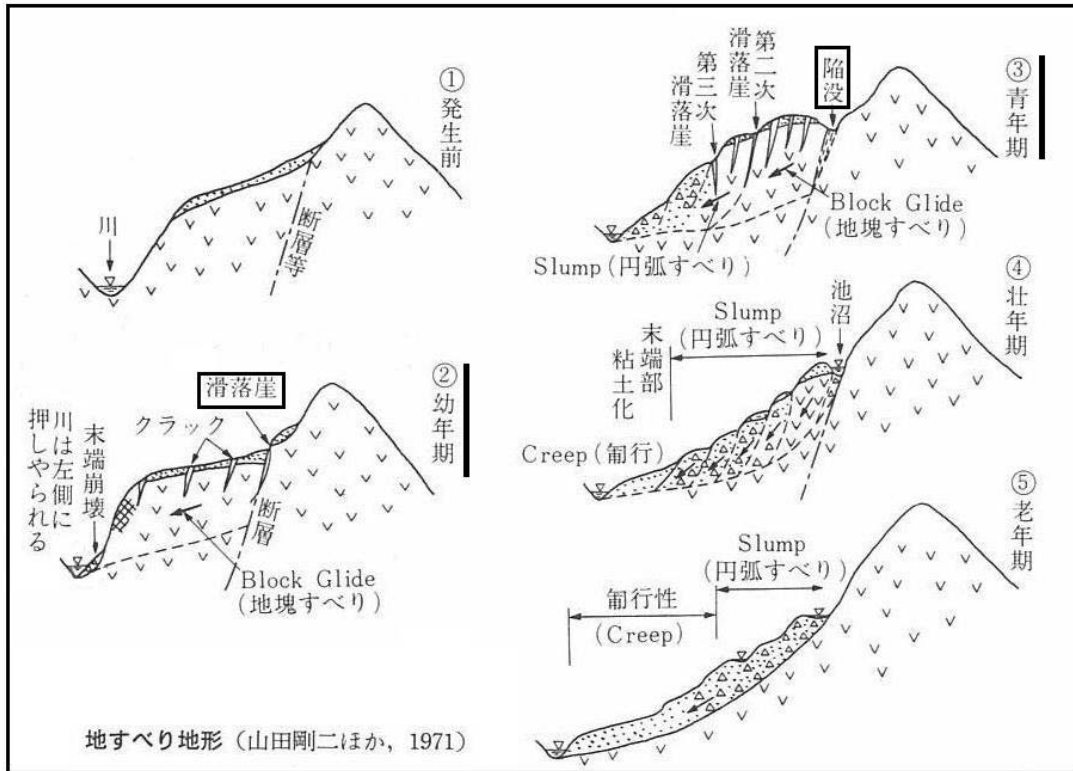 ①発生前
川
断層等
②幼年期
滑落崖
クラック
末端崩壊
川は左側に
押しやられる
断層
Block Glide
(地塊すべり)
③青年期
陥没
第二次
滑落崖
第三次
滑落崖
Block Glide
(地塊すべり)
Slump(円弧すべり)
④壮年期
池沼
Slump
(円弧すべり)
末端部
粘土化
Creep(匍行)
⑤老年期
Slump
(円弧すべり)
匍行性
(Creep)
地すべり地形(山田剛二ほか, 1971)